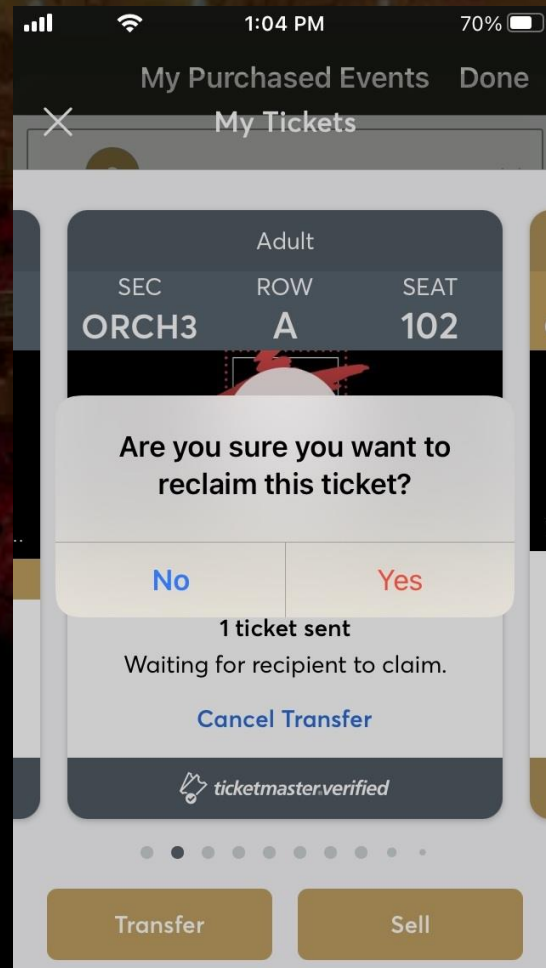 1:04 PM 70%
My Purchased Events Done
My Tickets
Adult
SEC ROW SEAT
ORCH3 A 102
Are you sure you want to
reclaim this ticket?
No Yes
1 ticket sent
Waiting for recipient to claim.
Cancel Transfer
ticketmaster.verified
Transfer Sell